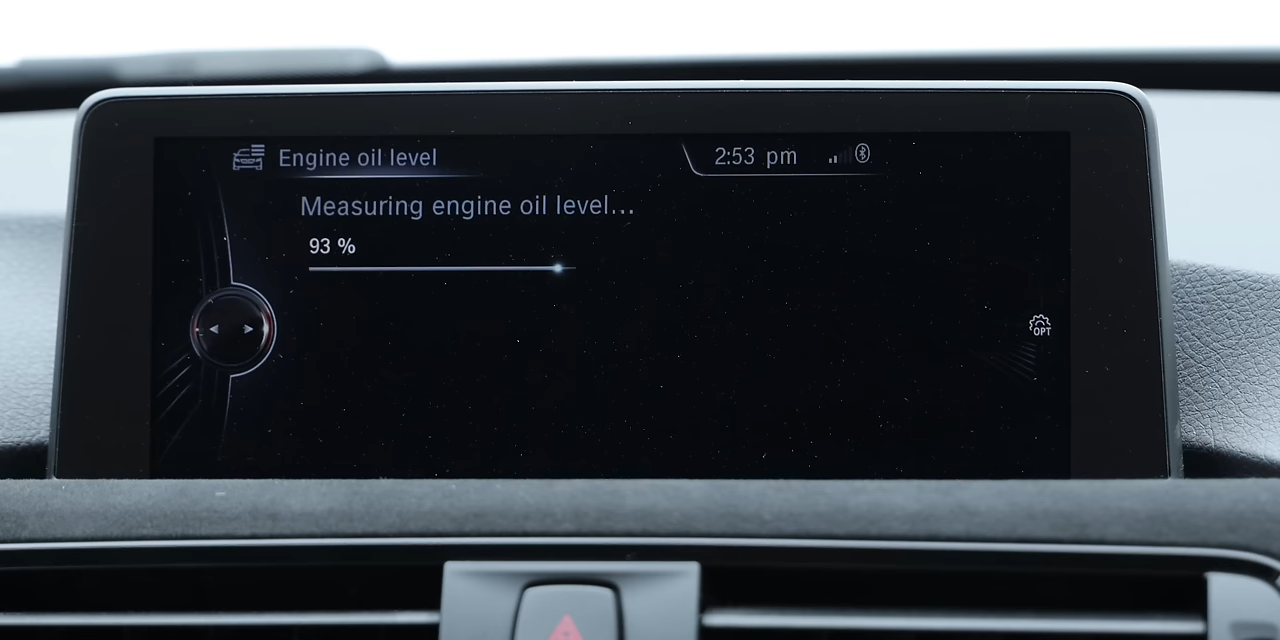 Engine oil level
2:53 pm
Measuring engine oil level...
93 %
OPT